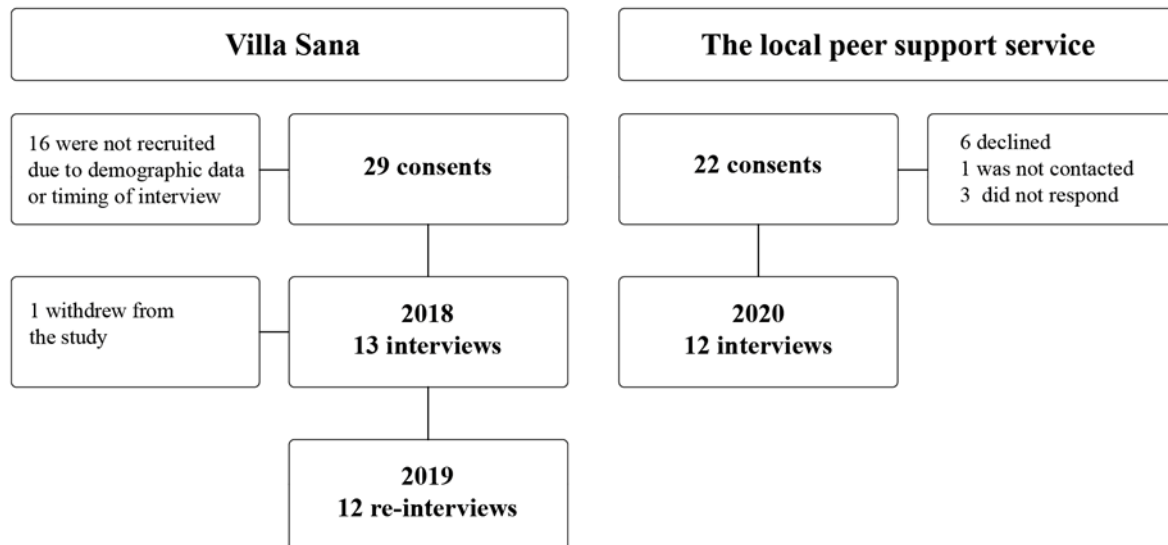 Villa Sana
The local peer support service
16 were not recruited
due to demographic data
or timing of interview
29 consents
22 consents
6 declined
1 was not contacted
3 did not respond
1 withdrew from
the study
2018
13 interviews
2020
12 interviews
2019
12 re-interviews